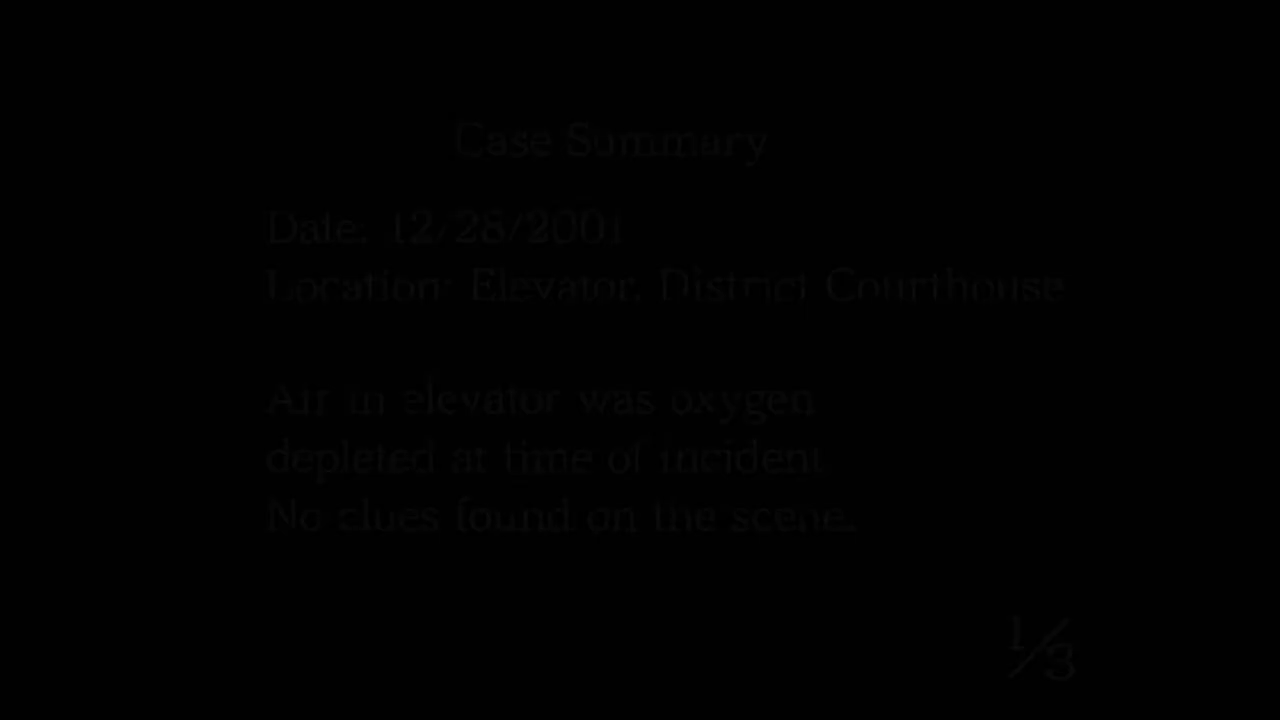 Case Summary
Date: 12/28/2001
Location: Elevator, District Courthouse
Air in elevator was oxygen
depleted at time of incident.
No clues found on the scene.
1/3